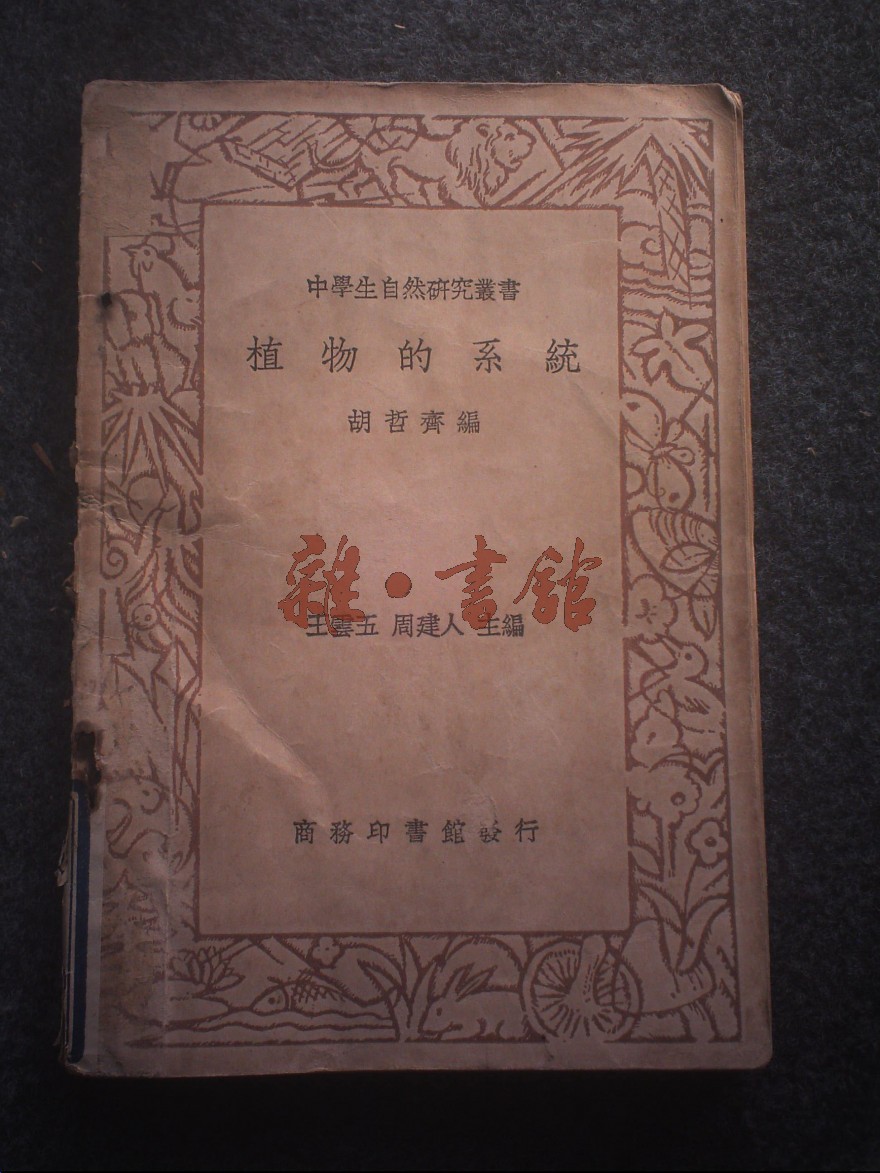 中學生自然研究叢書
植物的系統
胡哲齊編
雜·書館
王雲五 周建人 主編
商務印書館發行